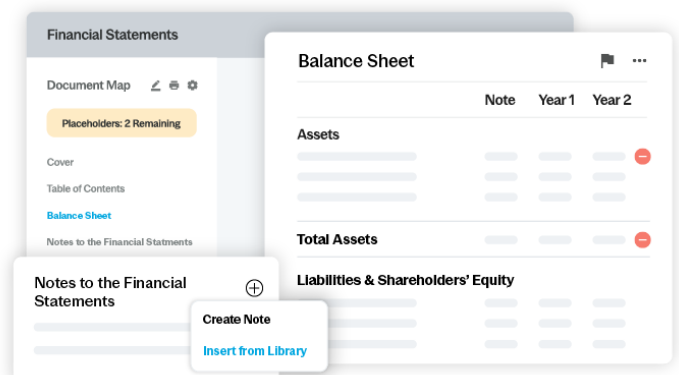 Financial Statements
Document Map
Placeholders: 2 Remaining
Cover
Table of Contents
Balance Sheet
Notes to the Financial Statments
Notes to the Financial
Statements
Create Note
Insert from Library
Balance Sheet
Note Year 1 Year 2
Assets
Total Assets
Liabilities & Shareholders' Equity